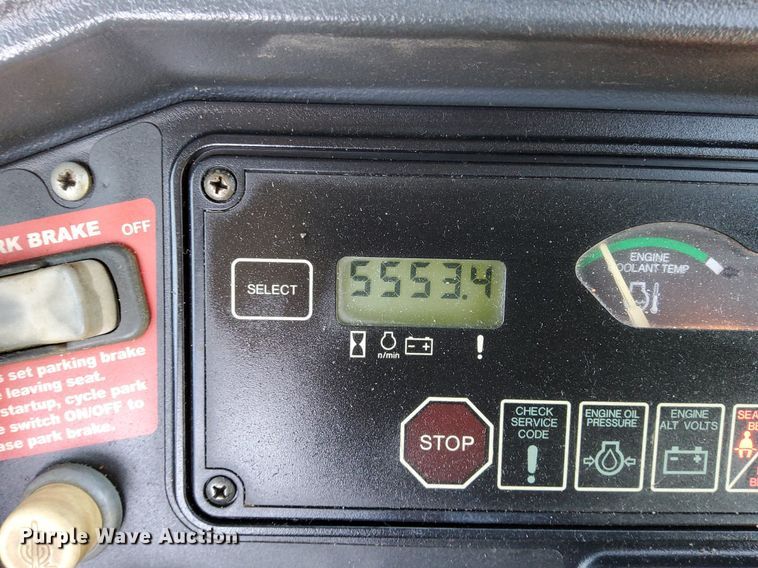 RK BRAKE OFF
s set parking brake
leaving seat.
startup, cycle park
e switch ON/OFF to
ase park brake.
SELECT
5553.4
n/min
ENGINE
COOLANT TEMP
STOP
CHECK
SERVICE
CODE
!
ENGINE OIL
PRESSURE
ENGINE
ALT VOLTS
SEA
BE
Purple Wave Auction